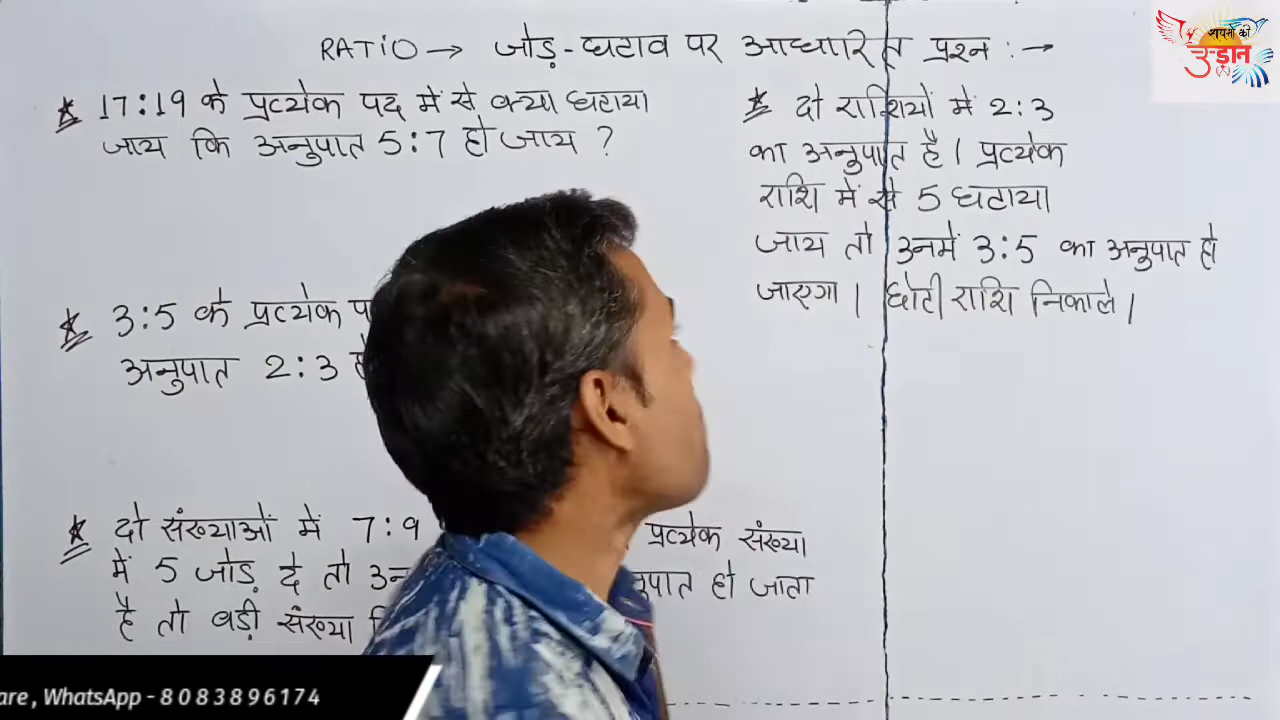 RATiO → जोड़ - घटाव पर आधारित प्रश्न :→
★ 17:19 के प्रत्येक पद में से क्या घटाया
जाय कि अनुपात 5:7 हो जाय ?
★ 3:5 के प्रत्येक
अनुपात 2:3
★ दो संख्याओं में 7:9 प्रत्येक संख्या
में 5 जोड़ दे तो हो जाता
है तो बड़ी संख्या
★ दो राशियों में 2:3
का अनुपात है। प्रत्येक
राशि में से 5 घटाया
जाय तो उनमें 3:5 का अनुपात हो
जाएगा। छोटी राशि निकाले।
सपनों की
उड़ान
are , WhatsApp - 8083896174